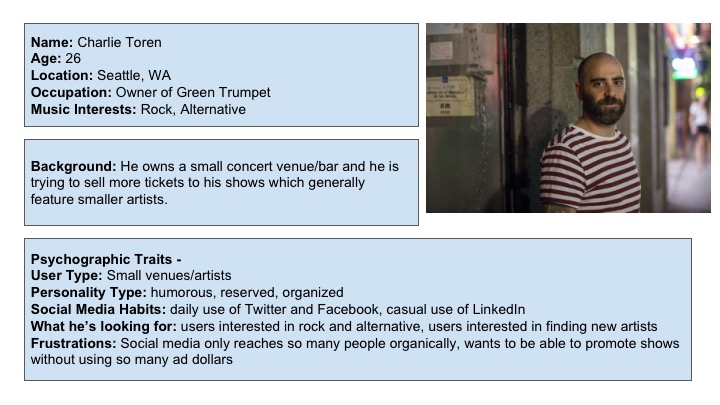 Name: Charlie Toren
Age: 26
Location: Seattle, WA
Occupation: Owner of Green Trumpet
Music Interests: Rock, Alternative
Background: He owns a small concert venue/bar and he is
trying to sell more tickets to his shows which generally
feature smaller artists.
Psychographic Traits -
User Type: Small venues/artists
Personality Type: humorous, reserved, organized
Social Media Habits: daily use of Twitter and Facebook, casual use of LinkedIn
What he's looking for: users interested in rock and alternative, users interested in finding new artists
Frustrations: Social media only reaches so many people organically, wants to be able to promote shows
without using so many ad dollars